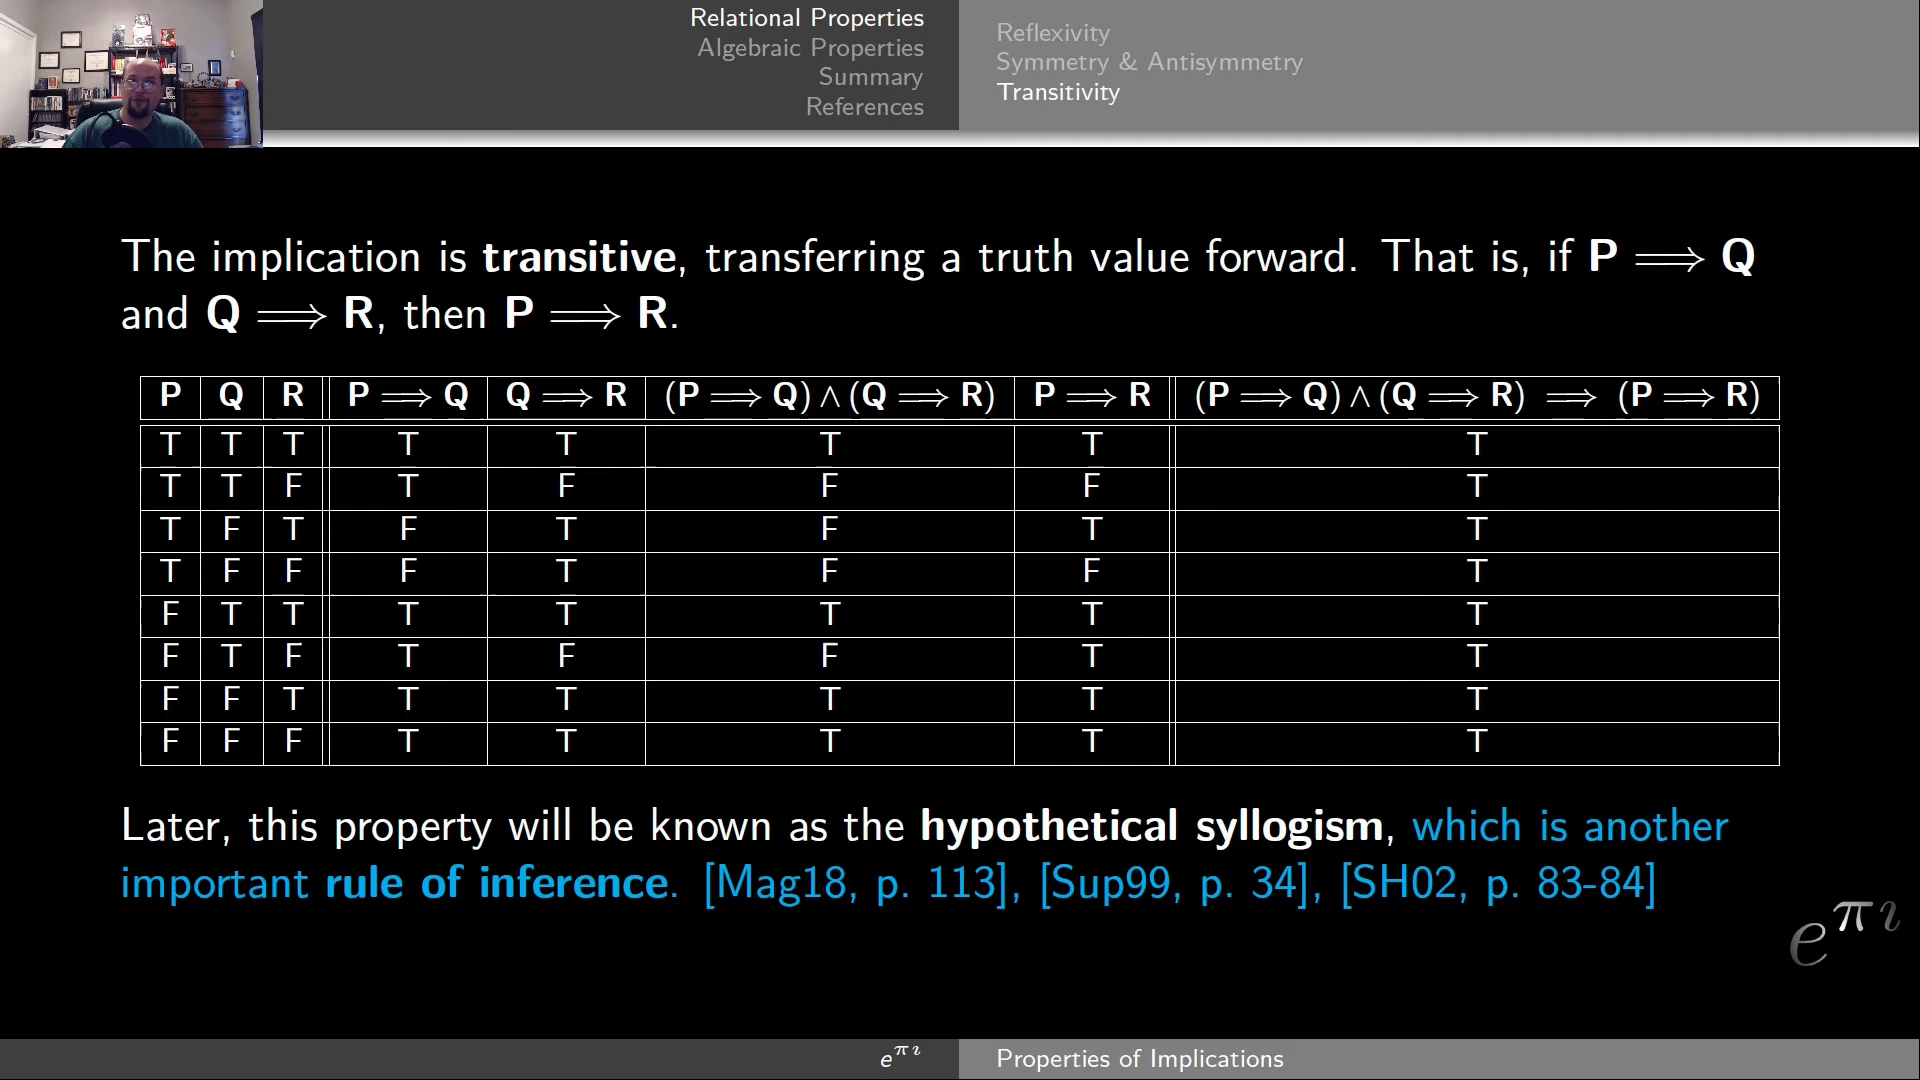 Relational Properties
Algebraic Properties
Summary
References
Reflexivity
Symmetry & Antisymmetry
Transitivity
The implication is transitive, transferring a truth value forward. That is, if P ⟹ Q
and Q ⟹ R, then P ⟹ R.
P Q R P ⟹ Q Q ⟹ R (P ⟹ Q) ∧ (Q ⟹ R) P ⟹ R (P ⟹ Q) ∧ (Q ⟹ R) ⟹ (P ⟹ R)
T T T T T T T T
T T F T F F F T
T F T F T F T T
T F F F T F F T
F T T T T T T T
F T F T F F T T
F F T T T T T T
F F F T T T T T
Later, this property will be known as the hypothetical syllogism, which is another
important rule of inference. [Mag18, p. 113], [Sup99, p. 34], [SH02, p. 83-84]
e^πı
e^πı Properties of Implications